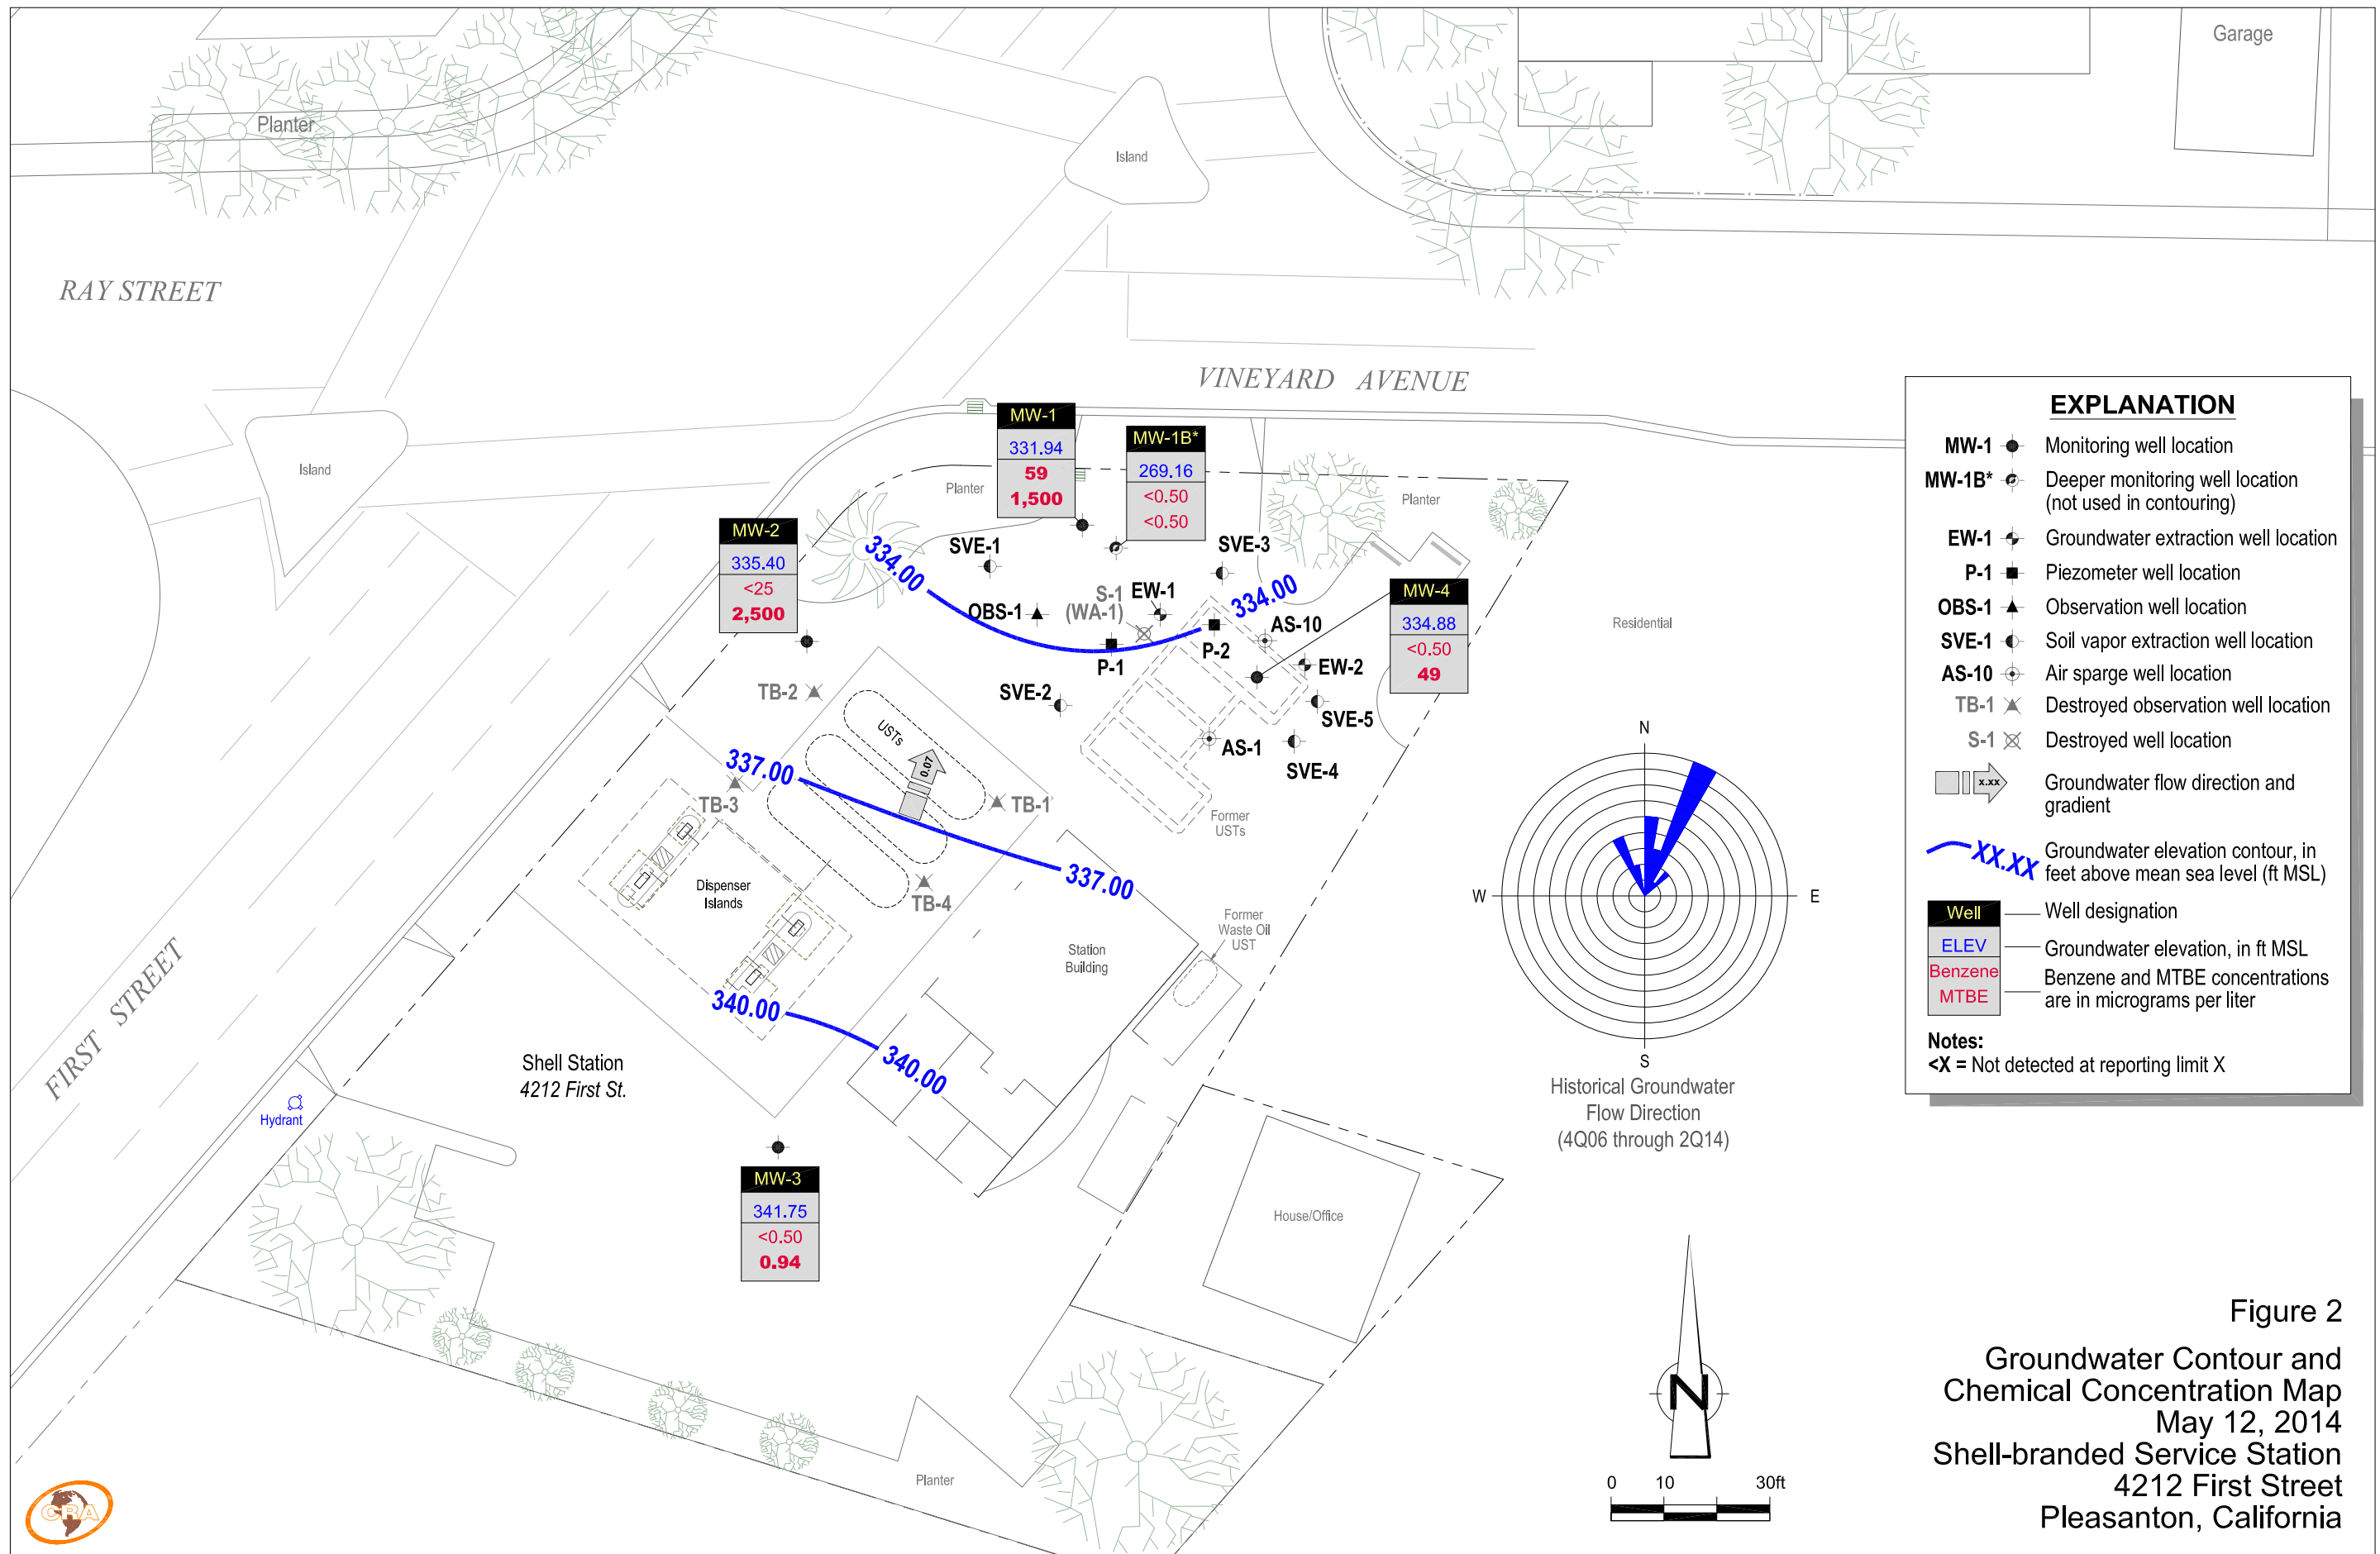 Garage
Planter
Island
RAY STREET
VINEYARD AVENUE
Island
MW-1
331.94
59
1,500
MW-1B*
269.16
<0.50
<0.50
Planter
Planter
MW-2
335.40
<25
2,500
SVE-1
334.00
SVE-3
OBS-1
S-1
(WA-1)
EW-1
334.00
P-1
P-2
AS-10
MW-4
334.88
<0.50
49
Residential
EW-2
TB-2
SVE-2
SVE-5
USTs
AS-1
SVE-4
0.07
337.00
TB-3
TB-1
Former
USTs
337.00
Dispenser
Islands
TB-4
Former
Waste Oil
UST
Station
Building
340.00
340.00
FIRST STREET
Shell Station
4212 First St.
Hydrant
MW-3
341.75
<0.50
0.94
House/Office
Planter
N
W
E
S
Historical Groundwater
Flow Direction
(4Q06 through 2Q14)
EXPLANATION
MW-1 Monitoring well location
MW-1B* Deeper monitoring well location
(not used in contouring)
EW-1 Groundwater extraction well location
P-1 Piezometer well location
OBS-1 Observation well location
SVE-1 Soil vapor extraction well location
AS-10 Air sparge well location
TB-1 Destroyed observation well location
S-1 Destroyed well location
x.xx Groundwater flow direction and
gradient
XX.XX Groundwater elevation contour, in
feet above mean sea level (ft MSL)
Well Well designation
ELEV Groundwater elevation, in ft MSL
Benzene Benzene and MTBE concentrations
MTBE are in micrograms per liter
Notes:
<X = Not detected at reporting limit X
N
0 10 30ft
CRA
Figure 2
Groundwater Contour and
Chemical Concentration Map
May 12, 2014
Shell-branded Service Station
4212 First Street
Pleasanton, California